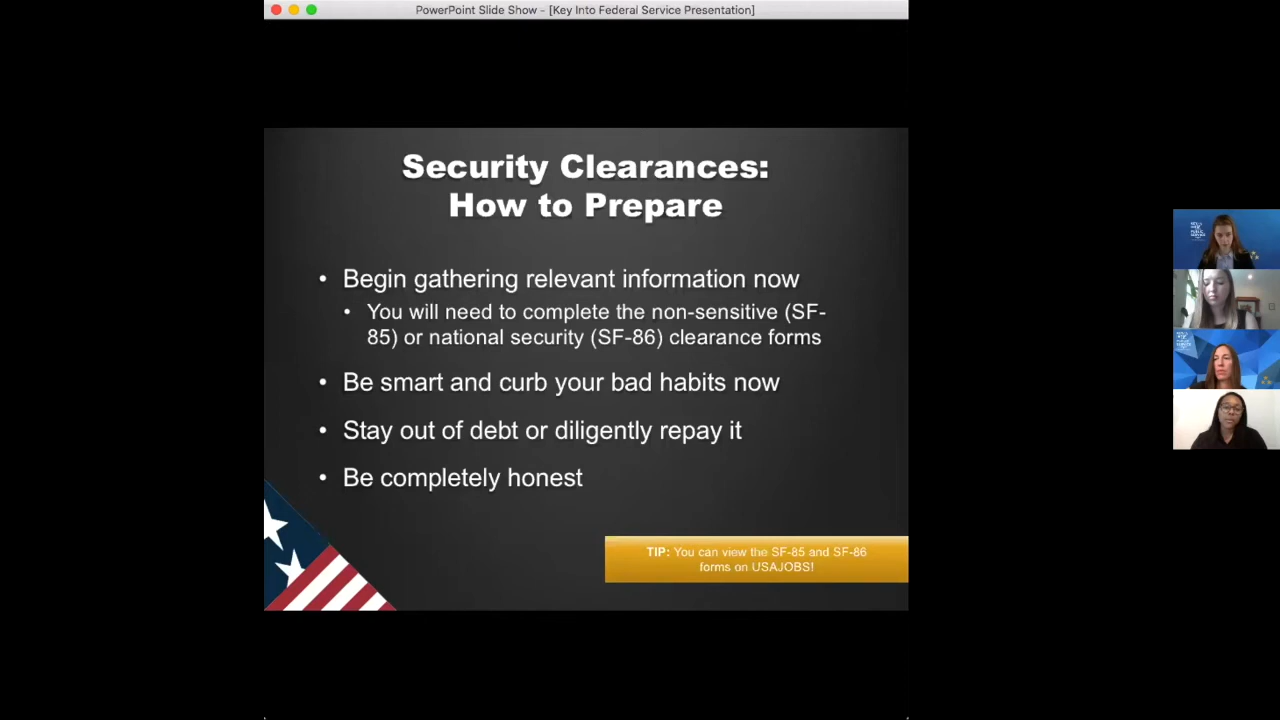 PowerPoint Slide Show - [Key Into Federal Service Presentation]
Security Clearances:
How to Prepare
• Begin gathering relevant information now
• You will need to complete the non-sensitive (SF-
85) or national security (SF-86) clearance forms
• Be smart and curb your bad habits now
• Stay out of debt or diligently repay it
• Be completely honest
TIP: You can view the SF-85 and SF-86
forms on USAJOBS!